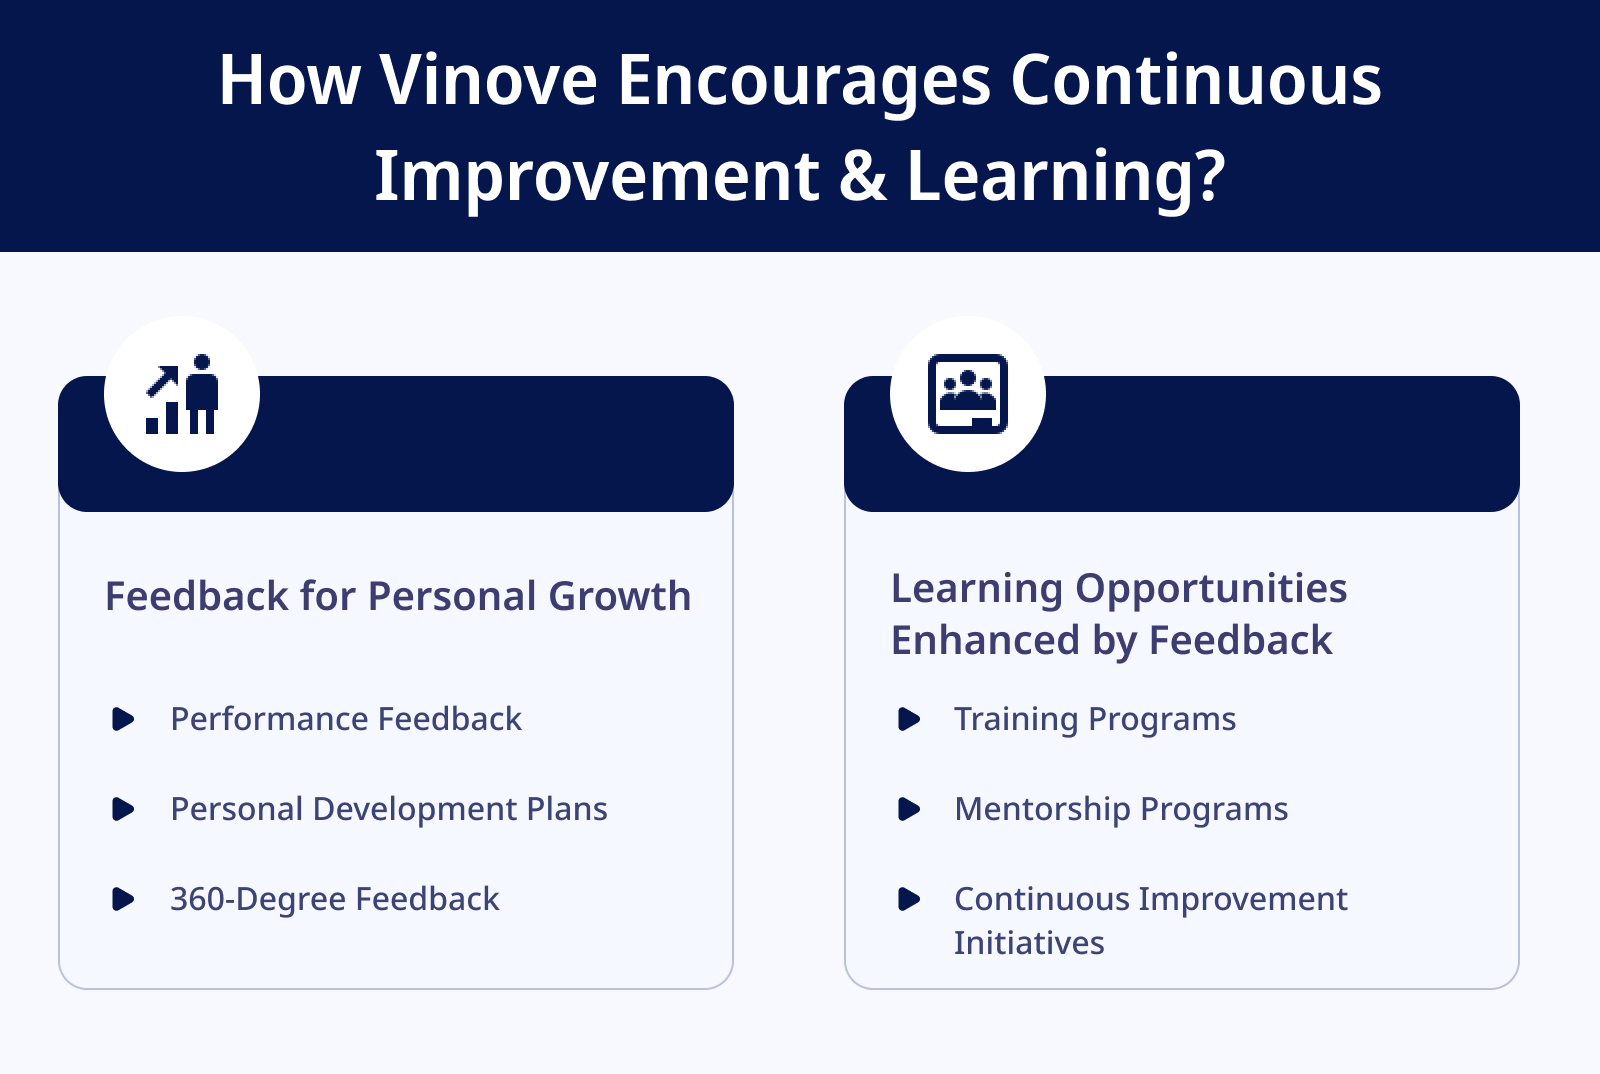 How Vinove Encourages Continuous
Improvement & Learning?
Feedback for Personal Growth
Performance Feedback
Personal Development Plans
360-Degree Feedback
Learning Opportunities
Enhanced by Feedback
Training Programs
Mentorship Programs
Continuous Improvement
Initiatives